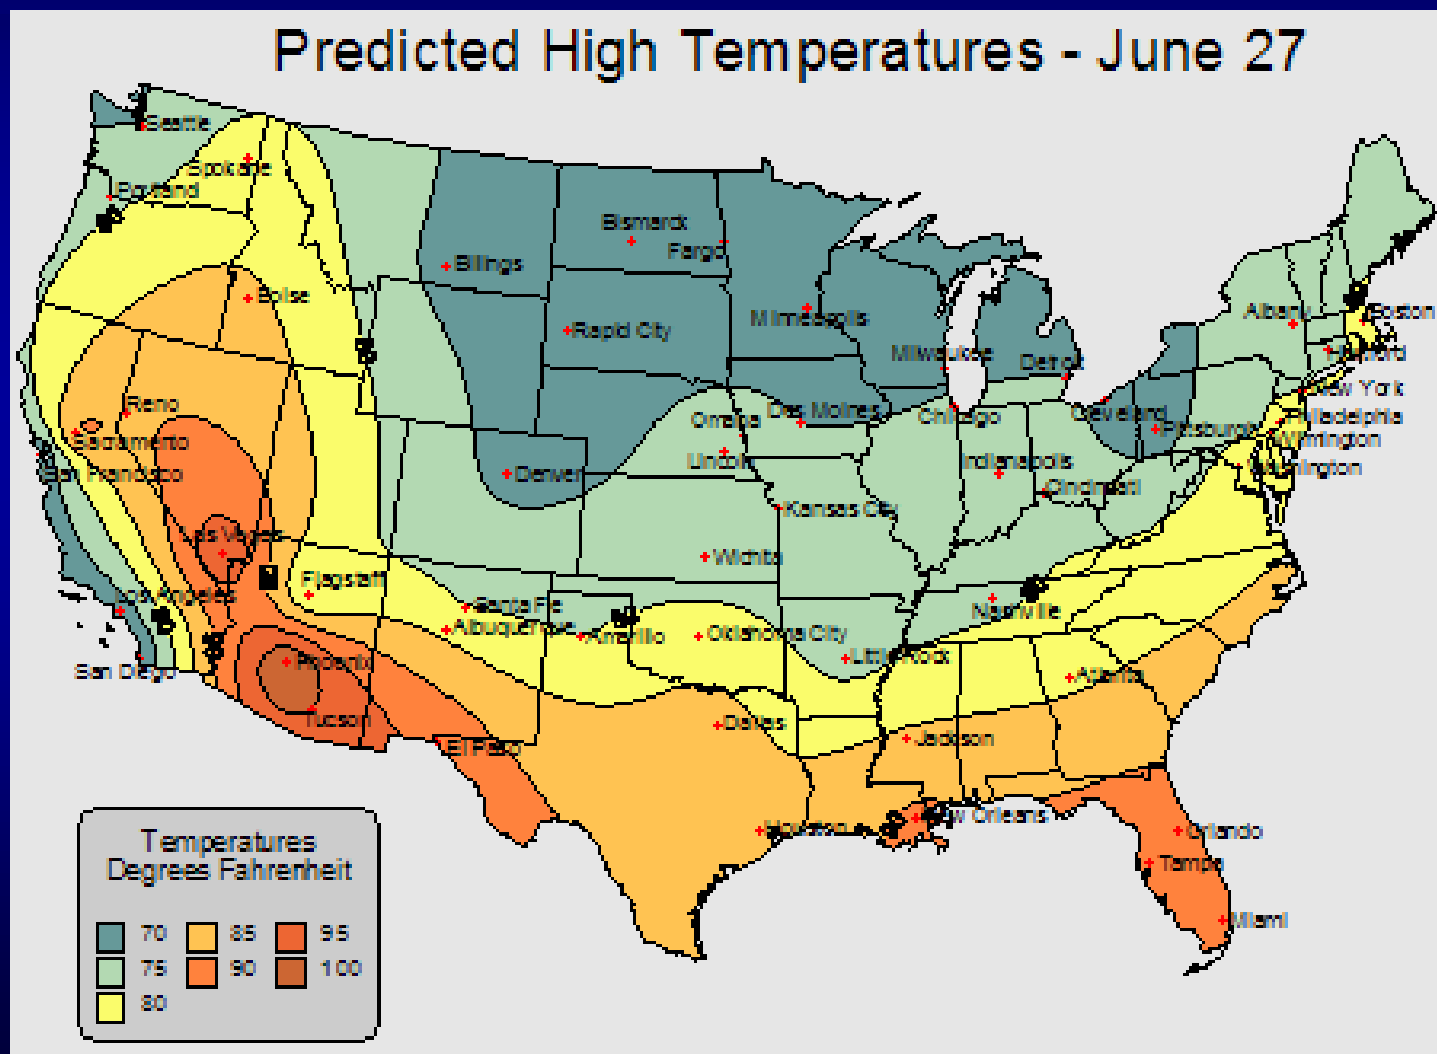 Predicted High Temperatures - June 27
Seattle
Spokane
Portland
Bismarck
Fargo
Billings
Boise
Albany
Boston
Rapid City
Minneapolis
Milwaukee
Detroit
Hartford
New York
Reno
Omaha
Des Moines
Chicago
Cleveland
Philadelphia
Sacramento
Pittsburgh
Wilmington
San Francisco
Denver
Lincoln
Indianapolis
Washington
Cincinnati
Kansas City
Las Vegas
Wichita
Flagstaff
Los Angeles
Santa Fe
Nashville
Albuquerque
Amarillo
Oklahoma City
Little Rock
San Diego
Phoenix
Atlanta
Tucson
Dallas
Jackson
El Paso
New Orleans
Houston
Orlando
Tampa
Miami
Temperatures
Degrees Fahrenheit
70 85 95
75 90 100
80